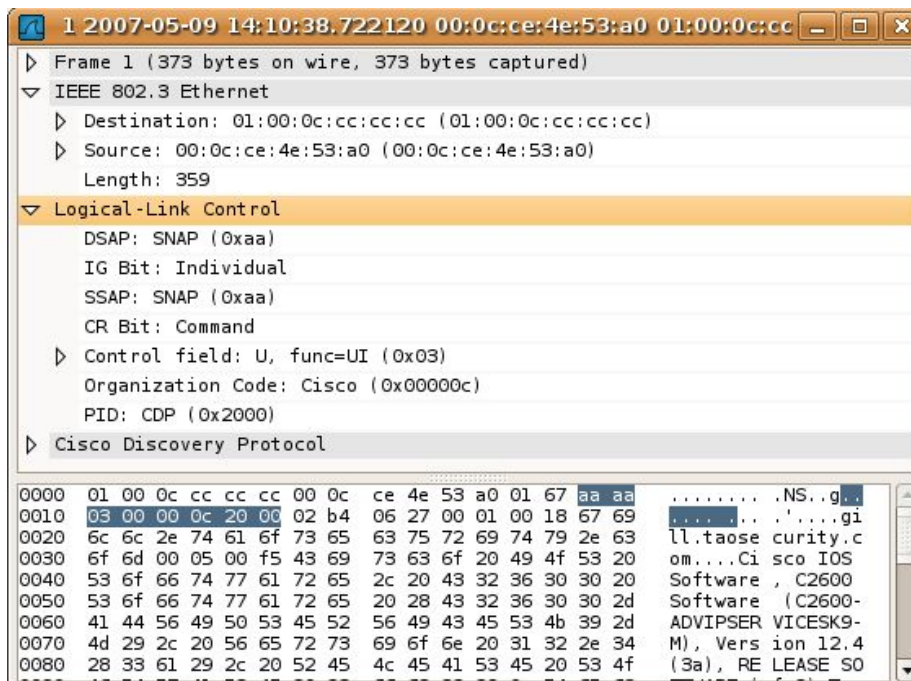 1 2007-05-09 14:10:38.722120 00:0c:ce:4e:53:a0 01:00:0c:cc
Frame 1 (373 bytes on wire, 373 bytes captured)
IEEE 802.3 Ethernet
Destination: 01:00:0c:cc:cc:cc (01:00:0c:cc:cc:cc)
Source: 00:0c:ce:4e:53:a0 (00:0c:ce:4e:53:a0)
Length: 359
Logical-Link Control
DSAP: SNAP (0xaa)
IG Bit: Individual
SSAP: SNAP (0xaa)
CR Bit: Command
Control field: U, func=UI (0x03)
Organization Code: Cisco (0x00000c)
PID: CDP (0x2000)
Cisco Discovery Protocol
0000 01 00 0c cc cc cc 00 0c ce 4e 53 a0 01 67 aa aa ........ .NS..g..
0010 03 00 00 0c 20 00 02 b4 06 27 00 01 00 18 67 69 .... ... .'....gi
0020 6c 6c 2e 74 61 6f 73 65 63 75 72 69 74 79 2e 63 ll.taose curity.c
0030 6f 6d 00 05 00 f5 43 69 73 63 6f 20 49 4f 53 20 om....Ci sco IOS
0040 53 6f 66 74 77 61 72 65 2c 20 43 32 36 30 30 20 Software , C2600
0050 53 6f 66 74 77 61 72 65 20 28 43 32 36 30 30 2d Software (C2600-
0060 41 44 56 49 50 53 45 52 56 49 43 45 53 4b 39 2d ADVIPSER VICESK9-
0070 4d 29 2c 20 56 65 72 73 69 6f 6e 20 31 32 2e 34 M), Vers ion 12.4
0080 28 33 61 29 2c 20 52 45 4c 45 41 53 45 20 53 4f (3a), RE LEASE SO